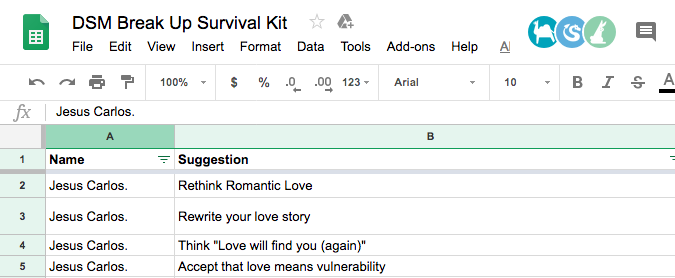 DSM Break Up Survival Kit
File Edit View Insert Format Data Tools Add-ons Help Al
100% $ % .0 .00 123 Arial 10 B I S A
fx Jesus Carlos.
A B
1 Name Suggestion
2 Jesus Carlos. Rethink Romantic Love
3 Jesus Carlos. Rewrite your love story
4 Jesus Carlos. Think "Love will find you (again)"
5 Jesus Carlos. Accept that love means vulnerability